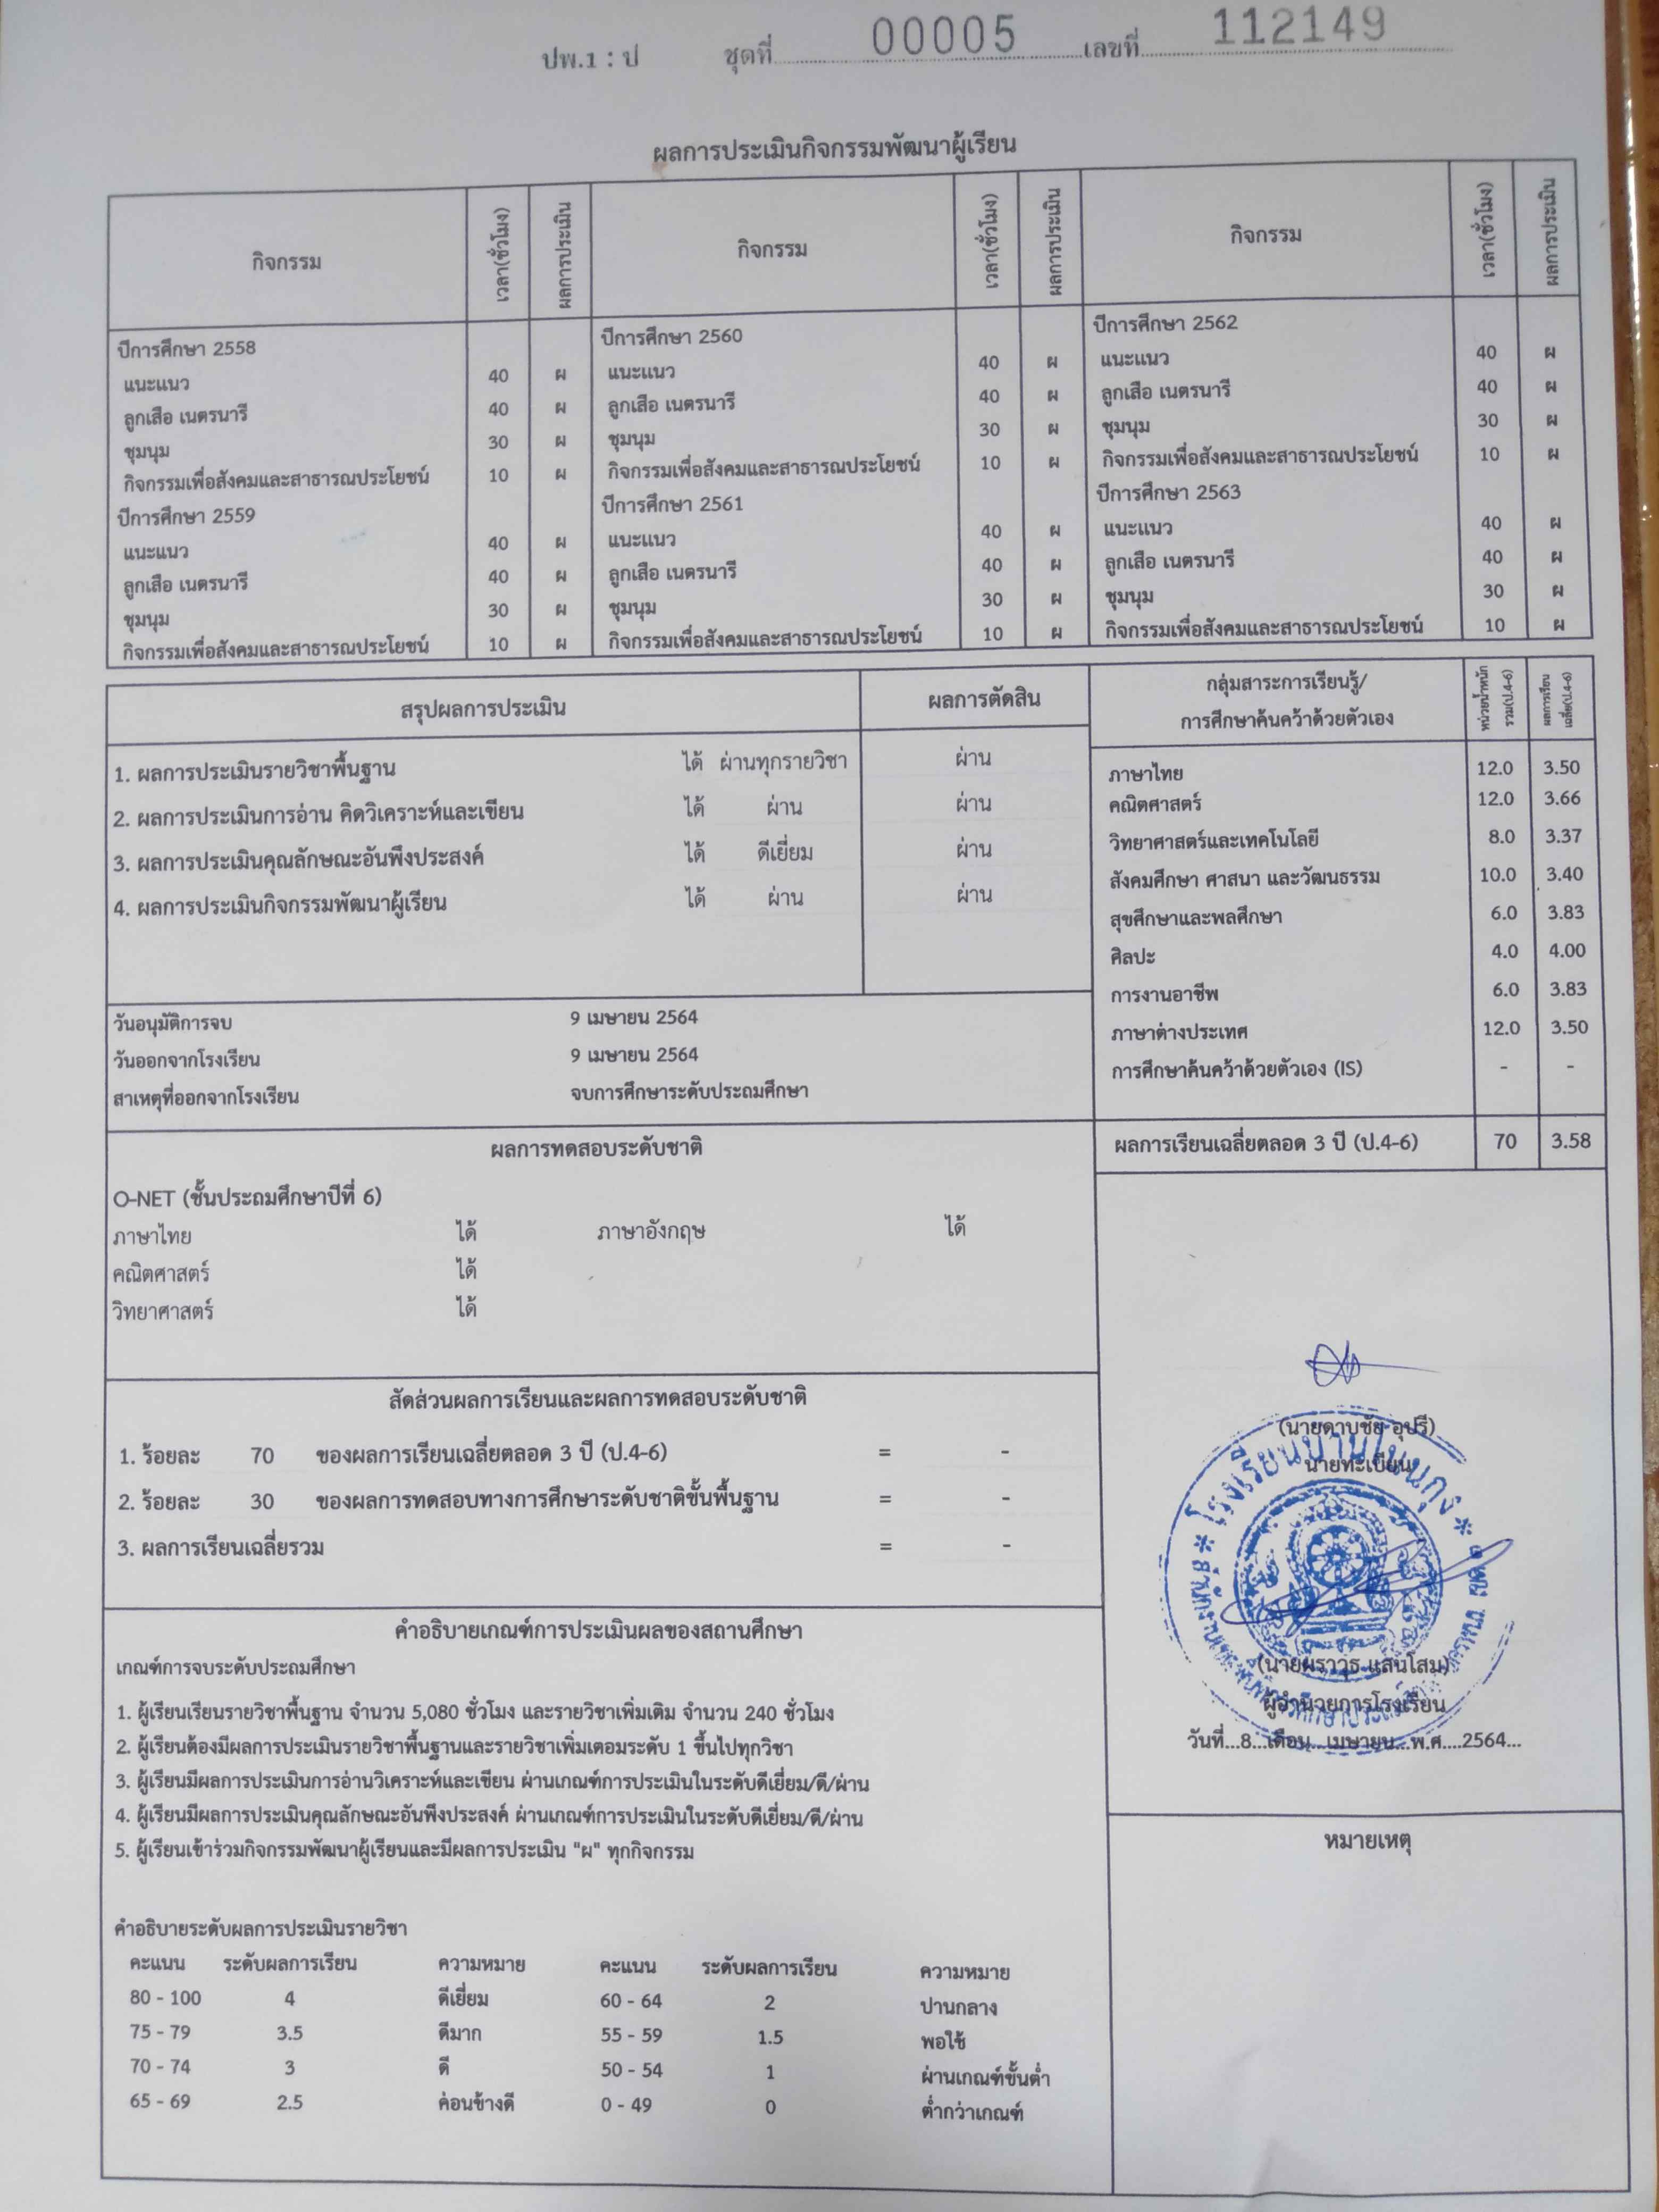 ปพ.1 : ป ชุดที่ 00005 เลขที่ 112149
ผลการประเมินกิจกรรมพัฒนาผู้เรียน
กิจกรรม เวลา(ชั่วโมง) ผลการประเมิน กิจกรรม เวลา(ชั่วโมง) ผลการประเมิน กิจกรรม เวลา(ชั่วโมง) ผลการประเมิน
ปีการศึกษา 2558 ปีการศึกษา 2560 ปีการศึกษา 2562
แนะแนว 40 ผ แนะแนว 40 ผ แนะแนว 40 ผ
ลูกเสือ เนตรนารี 40 ผ ลูกเสือ เนตรนารี 40 ผ ลูกเสือ เนตรนารี 40 ผ
ชุมนุม 30 ผ ชุมนุม 30 ผ ชุมนุม 30 ผ
กิจกรรมเพื่อสังคมและสาธารณประโยชน์ 10 ผ กิจกรรมเพื่อสังคมและสาธารณประโยชน์ 10 ผ กิจกรรมเพื่อสังคมและสาธารณประโยชน์ 10 ผ
ปีการศึกษา 2559 ปีการศึกษา 2561 ปีการศึกษา 2563
แนะแนว 40 ผ แนะแนว 40 ผ แนะแนว 40 ผ
ลูกเสือ เนตรนารี 40 ผ ลูกเสือ เนตรนารี 40 ผ ลูกเสือ เนตรนารี 40 ผ
ชุมนุม 30 ผ ชุมนุม 30 ผ ชุมนุม 30 ผ
กิจกรรมเพื่อสังคมและสาธารณประโยชน์ 10 ผ กิจกรรมเพื่อสังคมและสาธารณประโยชน์ 10 ผ กิจกรรมเพื่อสังคมและสาธารณประโยชน์ 10 ผ
สรุปผลการประเมิน ผลการตัดสิน
1. ผลการประเมินรายวิชาพื้นฐาน ได้ ผ่านทุกรายวิชา ผ่าน
2. ผลการประเมินการอ่าน คิดวิเคราะห์และเขียน ได้ ผ่าน ผ่าน
3. ผลการประเมินคุณลักษณะอันพึงประสงค์ ได้ ดีเยี่ยม ผ่าน
4. ผลการประเมินกิจกรรมพัฒนาผู้เรียน ได้ ผ่าน ผ่าน
วันอนุมัติการจบ 9 เมษายน 2564
วันออกจากโรงเรียน 9 เมษายน 2564
สาเหตุที่ออกจากโรงเรียน จบการศึกษาระดับประถมศึกษา
กลุ่มสาระการเรียนรู้/
การศึกษาค้นคว้าด้วยตัวเอง
หน่วยน้ำหนัก
รวม(ป.4-6)
ผลการเรียน
เฉลี่ย(ป.4-6)
ภาษาไทย 12.0 3.50
คณิตศาสตร์ 12.0 3.66
วิทยาศาสตร์และเทคโนโลยี 8.0 3.37
สังคมศึกษา ศาสนา และวัฒนธรรม 10.0 3.40
สุขศึกษาและพลศึกษา 6.0 3.83
ศิลปะ 4.0 4.00
การงานอาชีพ 6.0 3.83
ภาษาต่างประเทศ 12.0 3.50
การศึกษาค้นคว้าด้วยตัวเอง (IS) - -
ผลการเรียนเฉลี่ยตลอด 3 ปี (ป.4-6) 70 3.58
ผลการทดสอบระดับชาติ
O-NET (ชั้นประถมศึกษาปีที่ 6)
ภาษาไทย ได้ ภาษาอังกฤษ ได้
คณิตศาสตร์ ได้
วิทยาศาสตร์ ได้
สัดส่วนผลการเรียนและผลการทดสอบระดับชาติ
1. ร้อยละ 70 ของผลการเรียนเฉลี่ยตลอด 3 ปี (ป.4-6) = -
2. ร้อยละ 30 ของผลการทดสอบทางการศึกษาระดับชาติขั้นพื้นฐาน = -
3. ผลการเรียนเฉลี่ยรวม = -
(นายดาบชัย อุปรี)
นายทะเบียน
โรงเรียนบ้านโนนกุง
แสนโสม)
ผู้อำนวยการโรงเรียน
วันที่...8...เดือน...เมษายน...พ.ศ....2564...
คำอธิบายเกณฑ์การประเมินผลของสถานศึกษา
เกณฑ์การจบระดับประถมศึกษา
1. ผู้เรียนเรียนรายวิชาพื้นฐาน จำนวน 5,080 ชั่วโมง และรายวิชาเพิ่มเติม จำนวน 240 ชั่วโมง
2. ผู้เรียนต้องมีผลการประเมินรายวิชาพื้นฐานและรายวิชาเพิ่มเตอมระดับ 1 ขึ้นไปทุกวิชา
3. ผู้เรียนมีผลการประเมินการอ่านวิเคราะห์และเขียน ผ่านเกณฑ์การประเมินในระดับดีเยี่ยม/ดี/ผ่าน
4. ผู้เรียนมีผลการประเมินคุณลักษณะอันพึงประสงค์ ผ่านเกณฑ์การประเมินในระดับดีเยี่ยม/ดี/ผ่าน
5. ผู้เรียนเข้าร่วมกิจกรรมพัฒนาผู้เรียนและมีผลการประเมิน "ผ" ทุกกิจกรรม
คำอธิบายระดับผลการประเมินรายวิชา
คะแนน ระดับผลการเรียน ความหมาย คะแนน ระดับผลการเรียน ความหมาย
80 - 100 4 ดีเยี่ยม 60 - 64 2 ปานกลาง
75 - 79 3.5 ดีมาก 55 - 59 1.5 พอใช้
70 - 74 3 ดี 50 - 54 1 ผ่านเกณฑ์ขั้นต่ำ
65 - 69 2.5 ค่อนข้างดี 0 - 49 0 ต่ำกว่าเกณฑ์
หมายเหตุ